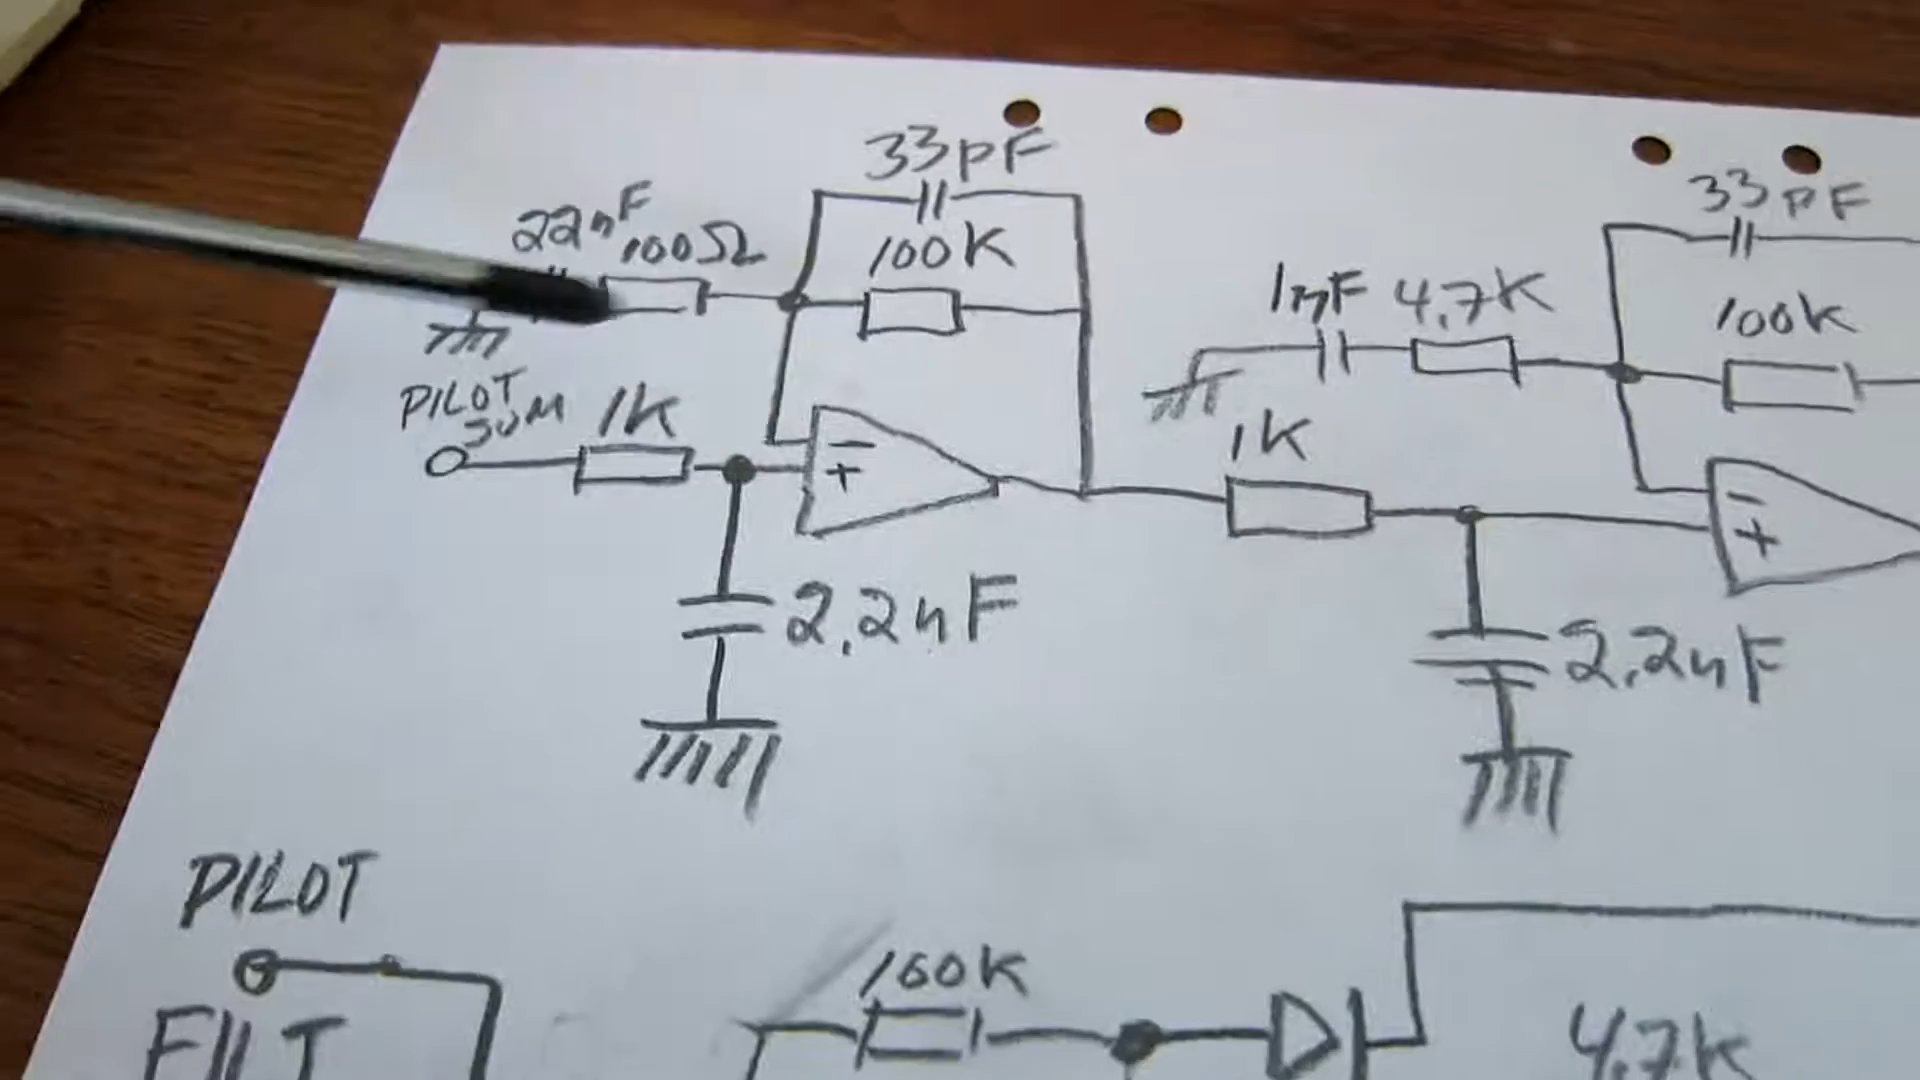 33pF
33pF
22nF 100Ω
100K
1nF 4.7K
100K
PILOT
SUM
1K
1K
-
+
-
+
2.2nF
2.2nF
PILOT
FILT
100K
4.7K